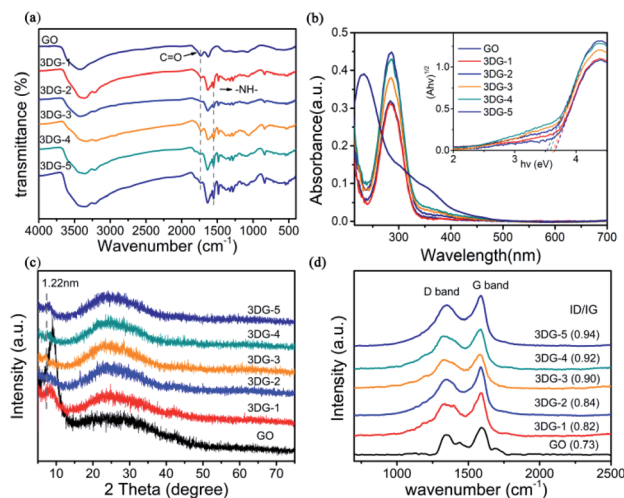 (a)
GO
3DG-1
3DG-2
3DG-3
3DG-4
3DG-5
C=O
-NH-
transmittance (%)
4000 3500 3000 2500 2000 1500 1000 500
Wavenumber (cm-1)
(b)
GO
3DG-1
3DG-2
3DG-3
3DG-4
3DG-5
(Ahv)1/2
2 3 4
hv (eV)
Absorbance(a.u.)
0.5
0.4
0.3
0.2
0.1
0.0
300 400 500 600 700
Wavelength(nm)
(c)
1.22nm
3DG-5
3DG-4
3DG-3
3DG-2
3DG-1
GO
Intensity (a.u.)
10 20 30 40 50 60 70
2 Theta (degree)
(d)
D band
G band
ID/IG
3DG-5 (0.94)
3DG-4 (0.92)
3DG-3 (0.90)
3DG-2 (0.84)
3DG-1 (0.82)
GO (0.73)
Intensity (a.u.)
500 1000 1500 2000 2500
wavenumber (cm-1)